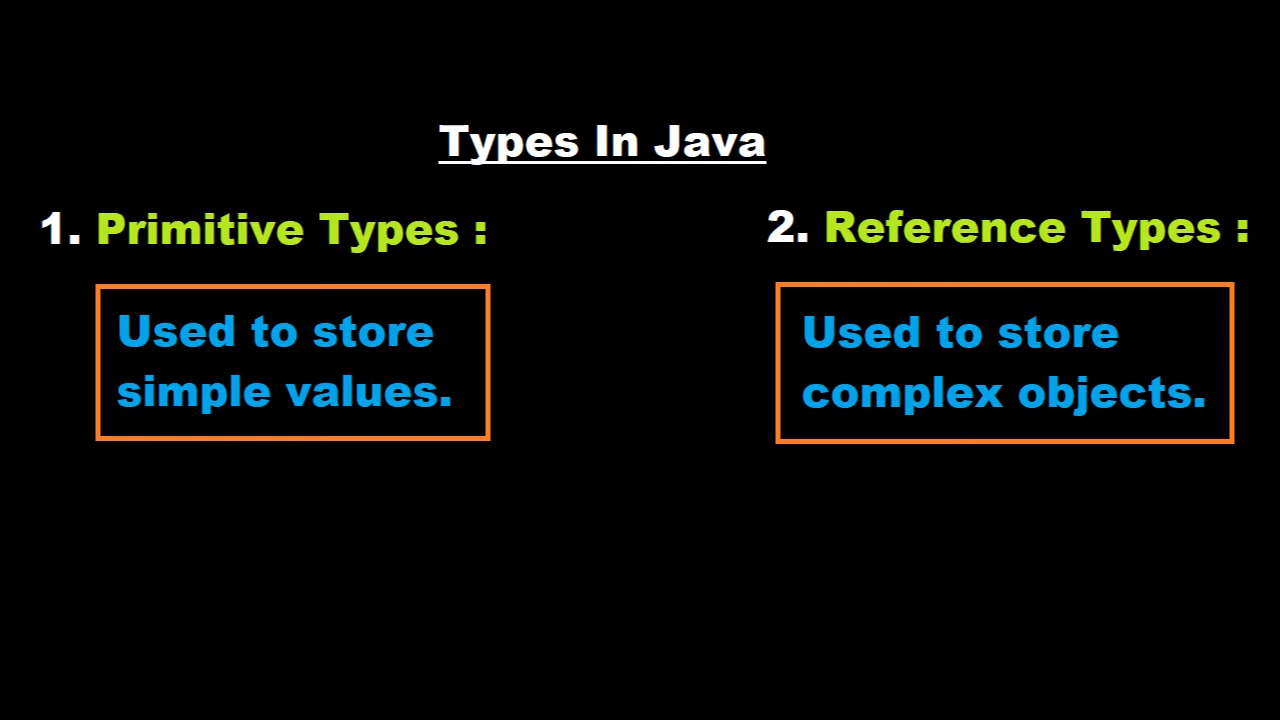 Types In Java
1. Primitive Types :
Used to store
simple values.
2. Reference Types :
Used to store
complex objects.